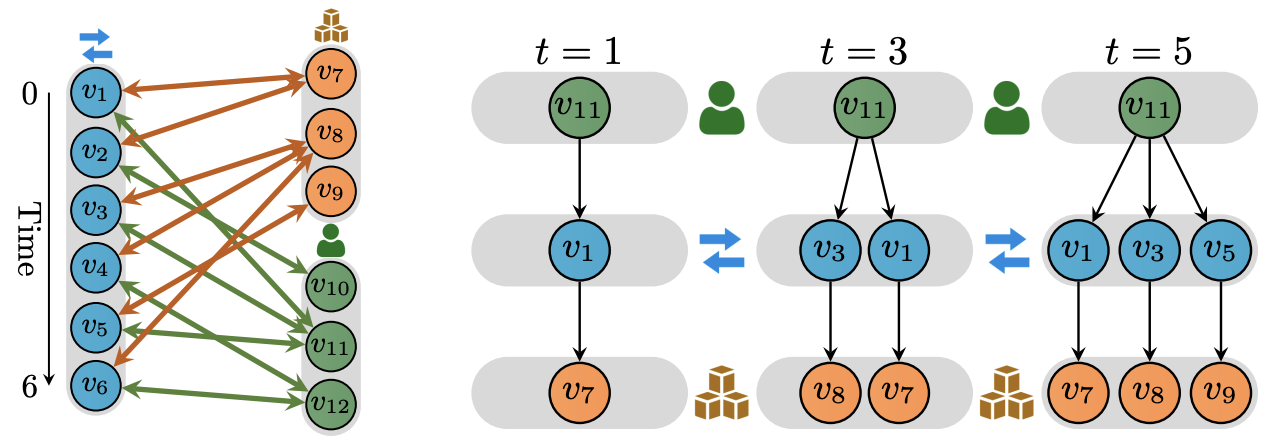 0
Time
6
v₁
v₂
v₃
v₄
v₅
v₆
v₇
v₈
v₉
v₁₀
v₁₁
v₁₂
t = 1
t = 3
t = 5
v₁₁
v₁₁
v₁₁
v₁
v₃ v₁
v₁ v₃ v₅
v₇
v₈ v₇
v₇ v₈ v₉